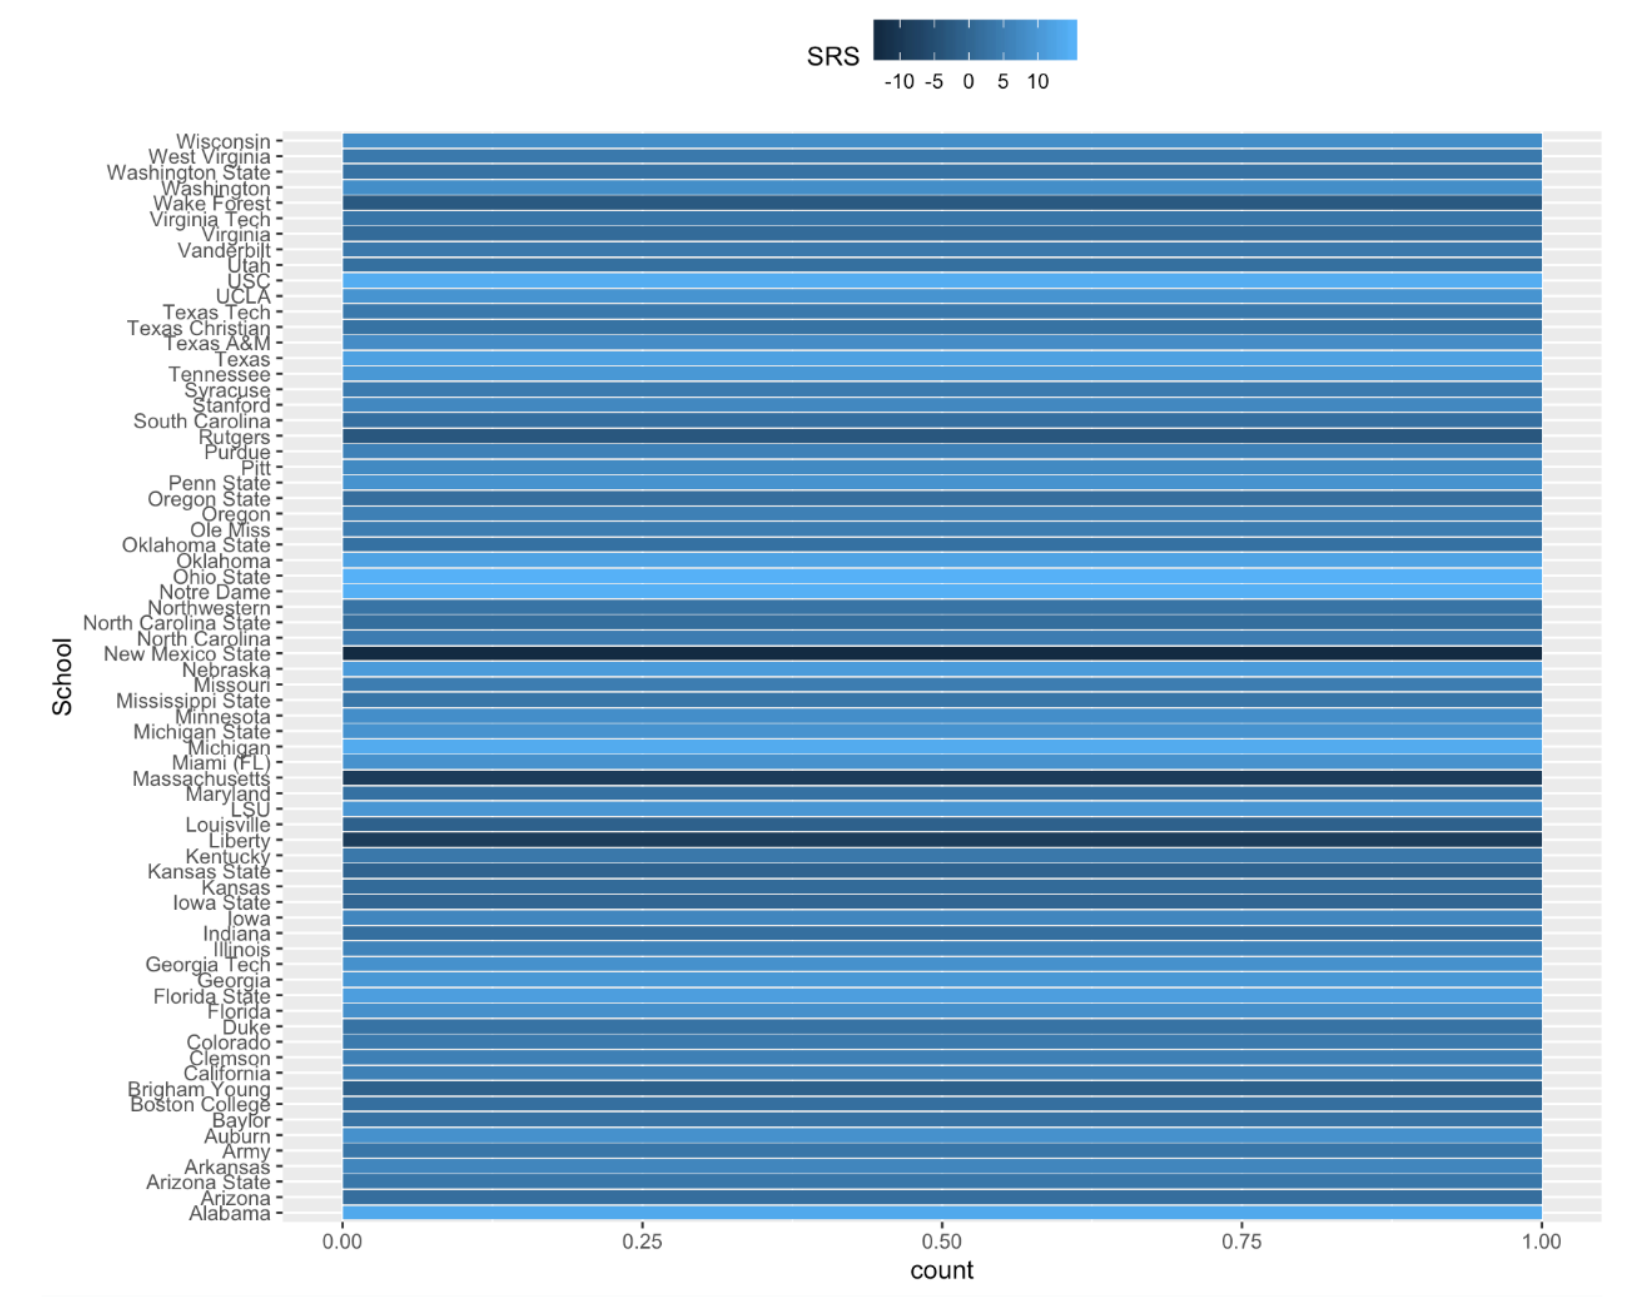 SRS
-10 -5 0 5 10
Wisconsin
West Virginia
Washington State
Washington
Wake Forest
Virginia Tech
Virginia
Vanderbilt
Utah
USC
UCLA
Texas Tech
Texas Christian
Texas A&M
Texas
Tennessee
Syracuse
Stanford
South Carolina
Rutgers
Purdue
Pitt
Penn State
Oregon State
Oregon
Ole Miss
Oklahoma State
Oklahoma
Ohio State
Notre Dame
Northwestern
North Carolina State
North Carolina
New Mexico State
Nebraska
Missouri
Mississippi State
Minnesota
Michigan State
Michigan
Miami (FL)
Massachusetts
Maryland
LSU
Louisville
Liberty
Kentucky
Kansas State
Kansas
Iowa State
Iowa
Indiana
Illinois
Georgia Tech
Georgia
Florida State
Florida
Duke
Colorado
Clemson
California
Brigham Young
Boston College
Baylor
Auburn
Army
Arkansas
Arizona State
Arizona
Alabama
School
0.00 0.25 0.50 0.75 1.00
count